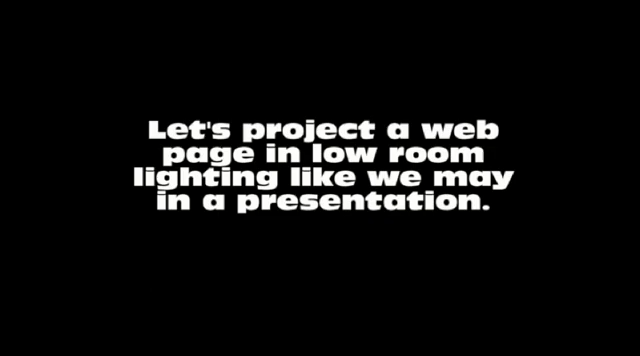 Let's project a web
page in low room
lighting like we may
in a presentation.